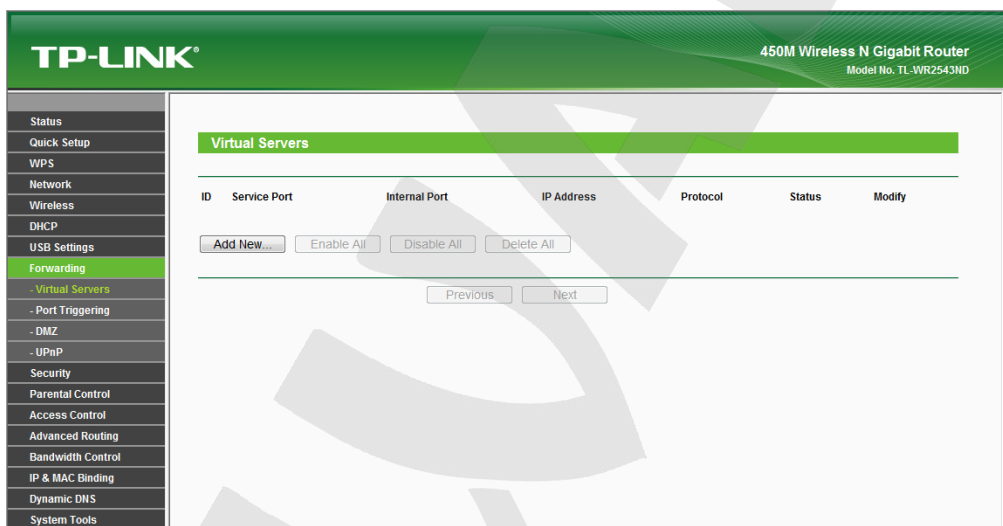 TP-LINK®
450M Wireless N Gigabit Router
Model No. TL-WR2543ND
Status
Quick Setup
WPS
Network
Wireless
DHCP
USB Settings
Forwarding
- Virtual Servers
- Port Triggering
- DMZ
- UPnP
Security
Parental Control
Access Control
Advanced Routing
Bandwidth Control
IP & MAC Binding
Dynamic DNS
System Tools
Virtual Servers
ID Service Port Internal Port IP Address Protocol Status Modify
Add New... Enable All Disable All Delete All
Previous Next